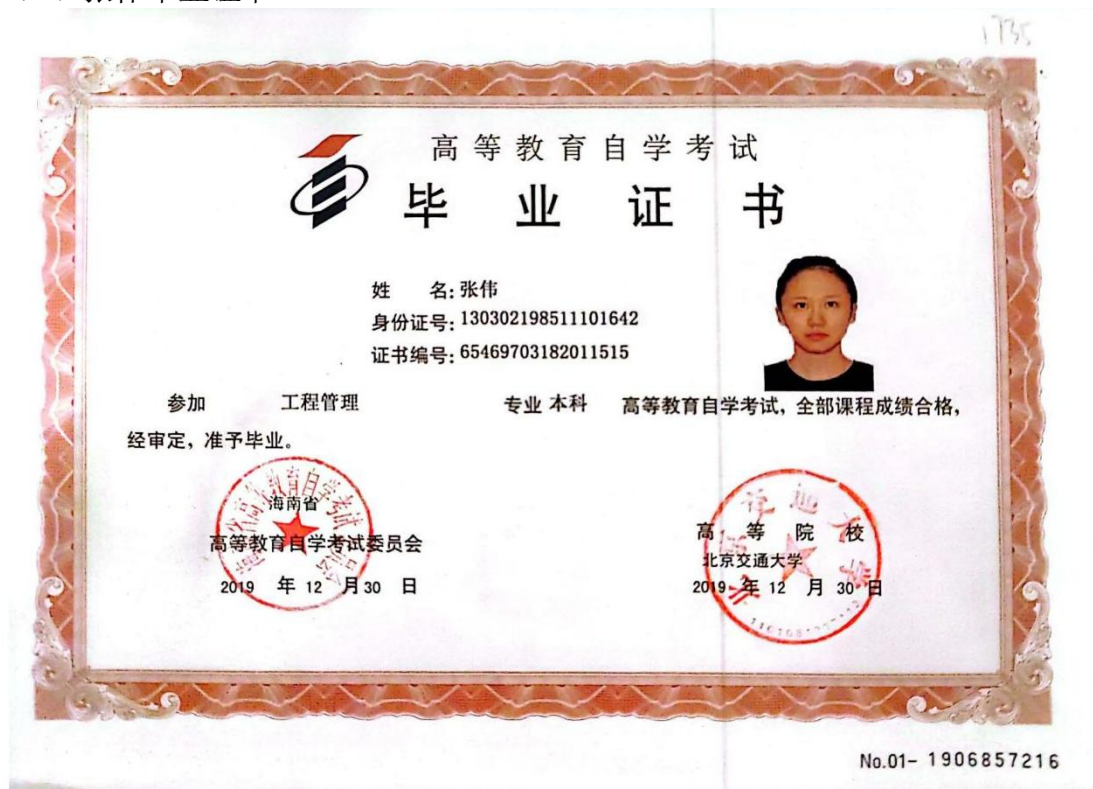 1735
高等教育自学考试
毕业证书
姓 名: 张伟
身份证号: 130302198511101642
证书编号: 65469703182011515
参加 工程管理 专业 本科 高等教育自学考试, 全部课程成绩合格,
经审定, 准予毕业。
海南省
高等教育自学考试委员会
2019 年 12 月 30 日
高等院校
北京交通大学
2019 年 12 月 30 日
No.01- 1906857216